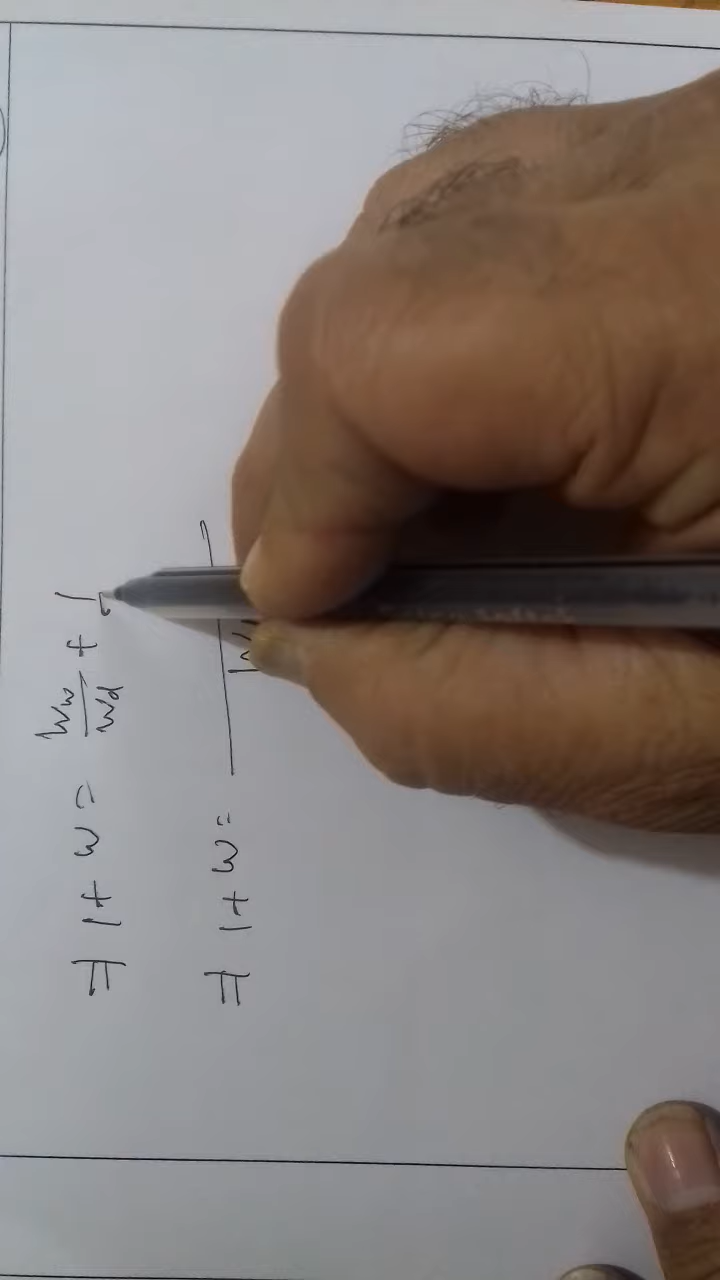 ⇒ 1+ w = Ww/Wd + 1
⇒ 1+ w =